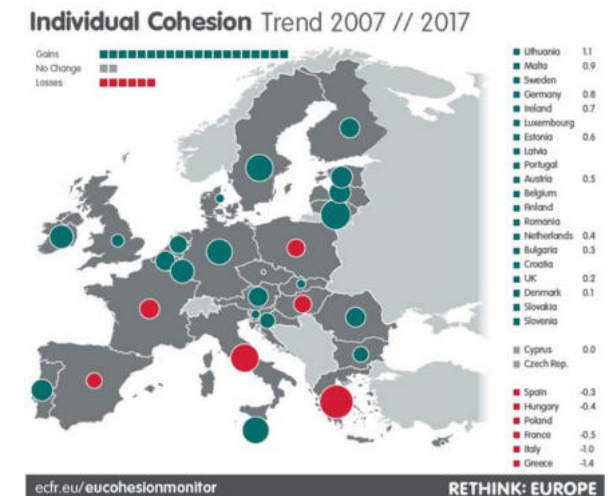 Individual Cohesion Trend 2007 // 2017
Gains
No Change
Losses
Lithuania 1.1
Malta 0.9
Sweden
Germany 0.8
Ireland 0.7
Luxembourg
Estonia 0.6
Latvia
Portugal
Austria 0.5
Belgium
Finland
Romania
Netherlands 0.4
Bulgaria 0.3
Croatia
UK 0.2
Denmark 0.1
Slovakia
Slovenia
Cyprus 0.0
Czech Rep.
Spain -0.3
Hungary -0.4
Poland
France -0.5
Italy -1.0
Greece -1.4
ecfr.eu/eucohesionmonitor
RETHINK: EUROPE